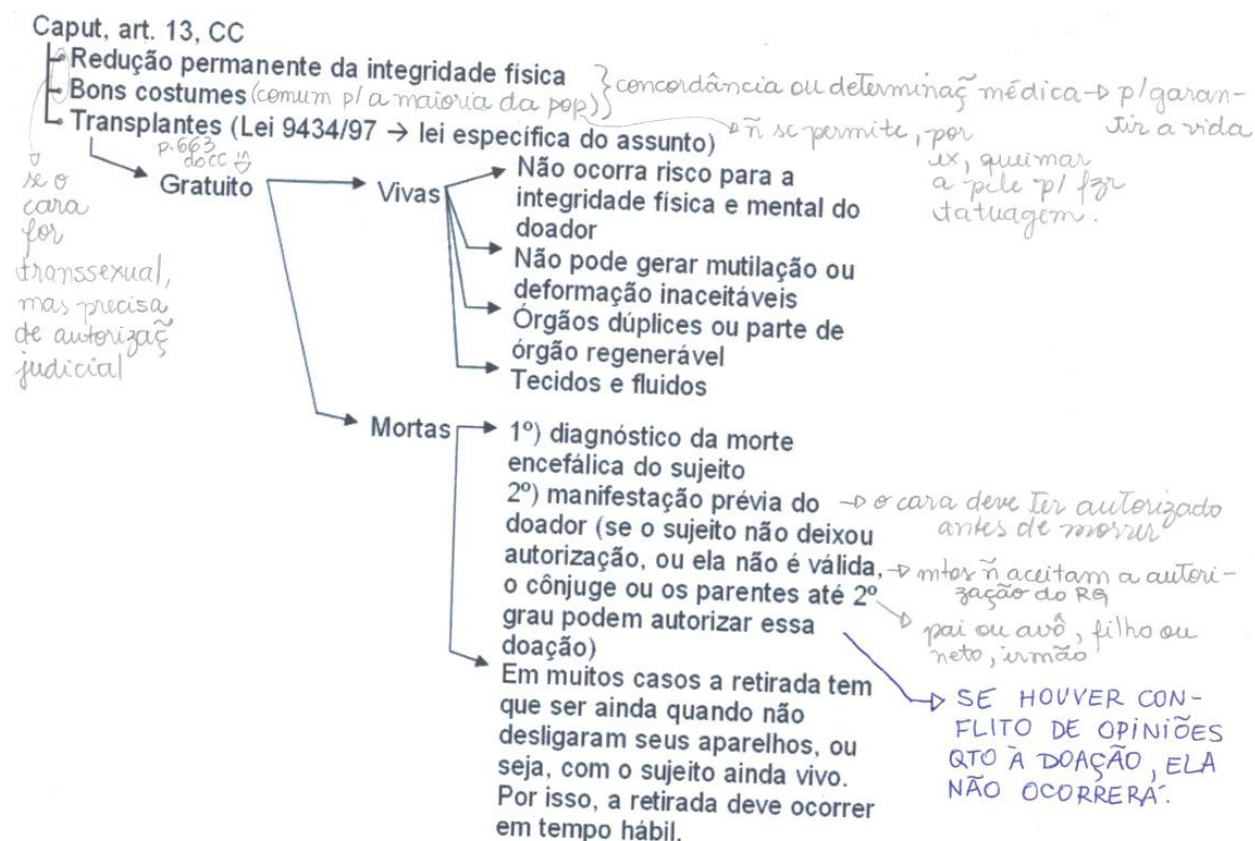 Caput, art. 13, CC
Redução permanente da integridade física
Bons costumes (comum p/ a maioria da pop)
concordância ou determinaç̃ médica → p/ garan-
tir a vida
Transplantes (Lei 9434/97 → lei específica do assunto)
ñ se permite, por
ex, queimar
a pele p/ fzr
tatuagem.
p.663
do CC
se o
cara
for
transsexual,
mas precisa
de autorizaç̃
judicial
Gratuito
Vivas
Não ocorra risco para a
integridade física e mental do
doador
Não pode gerar mutilação ou
deformação inaceitáveis
Órgãos dúplices ou parte de
órgão regenerável
Tecidos e fluidos
Mortas
1º) diagnóstico da morte
encefálica do sujeito
2º) manifestação prévia do
doador (se o sujeito não deixou
autorização, ou ela não é válida,
o cônjuge ou os parentes até 2º
grau podem autorizar essa
doação)
→ o cara deve ter autorizado
antes de morrer
→ mtos ñ aceitam a autori-
zação do RG
pai ou avô, filho ou
neto, irmão
SE HOUVER CON-
FLITO DE OPINIÕES
QTO À DOAÇÃO, ELA
NÃO OCORRERÁ.
Em muitos casos a retirada tem
que ser ainda quando não
desligaram seus aparelhos, ou
seja, com o sujeito ainda vivo.
Por isso, a retirada deve ocorrer
em tempo hábil.